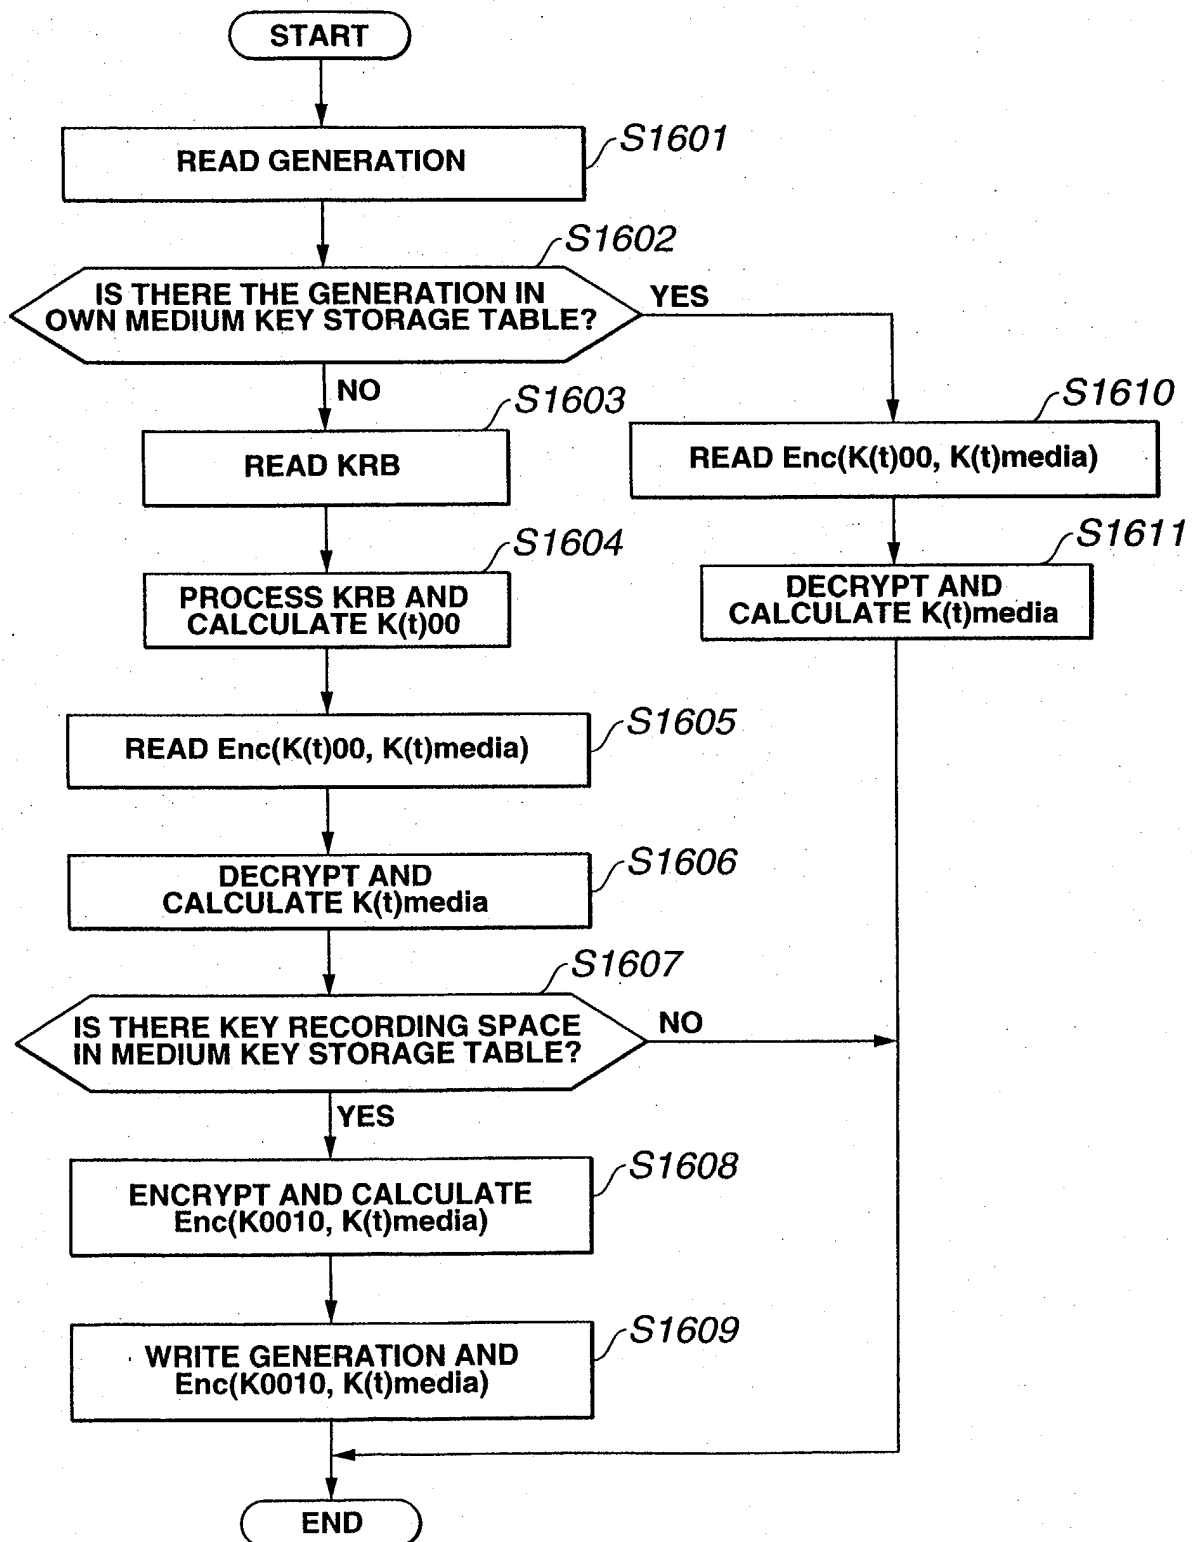 START
READ GENERATION
S1601
S1602
IS THERE THE GENERATION IN
OWN MEDIUM KEY STORAGE TABLE?
YES
NO
S1603
READ KRB
S1610
READ Enc(K(t)00, K(t)media)
S1604
PROCESS KRB AND
CALCULATE K(t)00
S1611
DECRYPT AND
CALCULATE K(t)media
S1605
READ Enc(K(t)00, K(t)media)
S1606
DECRYPT AND
CALCULATE K(t)media
S1607
IS THERE KEY RECORDING SPACE
IN MEDIUM KEY STORAGE TABLE?
NO
YES
S1608
ENCRYPT AND CALCULATE
Enc(K0010, K(t)media)
S1609
WRITE GENERATION AND
Enc(K0010, K(t)media)
END